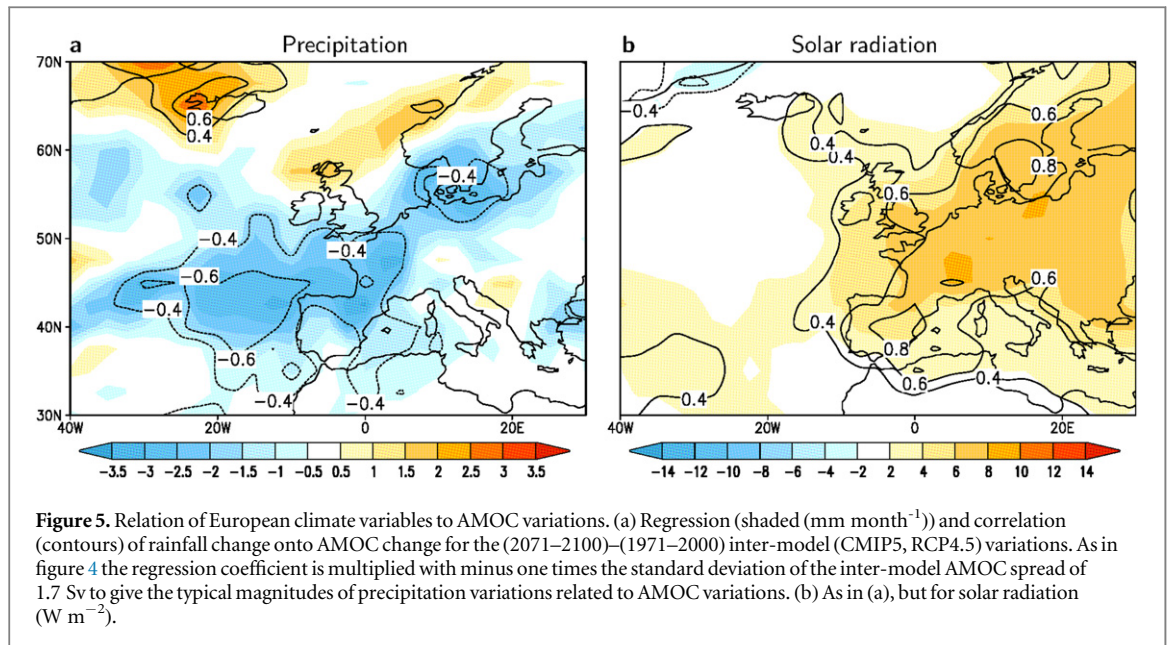 a Precipitation
70N
60N
50N
40N
30N
40W 20W 0 20E
0.6
0.4
−0.4
−0.4
−0.4
−0.6
−0.4
−0.6
−0.4
−0.4
−3.5 −3 −2.5 −2 −1.5 −1 −0.5 0.5 1 1.5 2 2.5 3 3.5
b Solar radiation
−0.4
0.6
0.4
0.4
0.8
0.6
0.6
0.4
0.8
0.4
0.6
0.4
40W 20W 0 20E
−14 −12 −10 −8 −6 −4 −2 2 4 6 8 10 12 14
Figure 5. Relation of European climate variables to AMOC variations. (a) Regression (shaded (mm month⁻¹)) and correlation
(contours) of rainfall change onto AMOC change for the (2071–2100)–(1971–2000) inter-model (CMIP5, RCP4.5) variations. As in
figure 4 the regression coefficient is multiplied with minus one times the standard deviation of the inter-model AMOC spread of
1.7 Sv to give the typical magnitudes of precipitation variations related to AMOC variations. (b) As in (a), but for solar radiation
(W m⁻²).